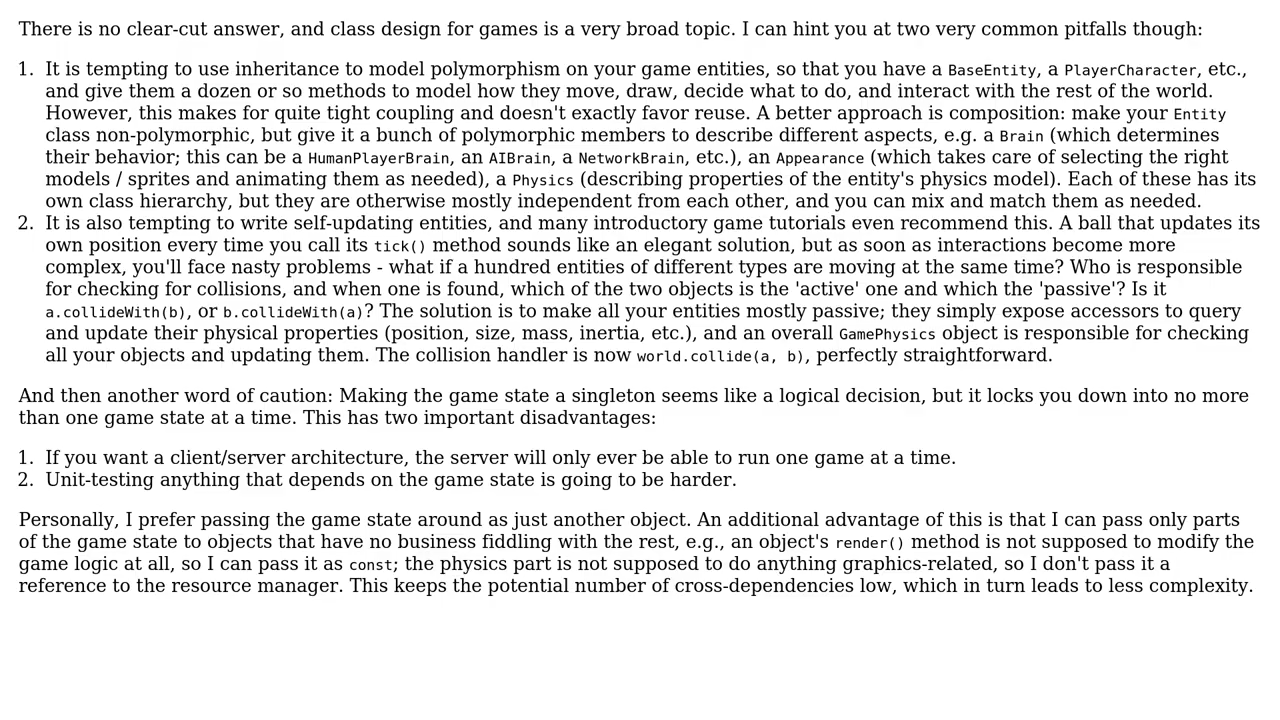 There is no clear-cut answer, and class design for games is a very broad topic. I can hint you at two very common pitfalls though:
1. It is tempting to use inheritance to model polymorphism on your game entities, so that you have a BaseEntity, a PlayerCharacter, etc.,
and give them a dozen or so methods to model how they move, draw, decide what to do, and interact with the rest of the world.
However, this makes for quite tight coupling and doesn't exactly favor reuse. A better approach is composition: make your Entity
class non-polymorphic, but give it a bunch of polymorphic members to describe different aspects, e.g. a Brain (which determines
their behavior; this can be a HumanPlayerBrain, an AIBrain, a NetworkBrain, etc.), an Appearance (which takes care of selecting the right
models / sprites and animating them as needed), a Physics (describing properties of the entity's physics model). Each of these has its
own class hierarchy, but they are otherwise mostly independent from each other, and you can mix and match them as needed.
2. It is also tempting to write self-updating entities, and many introductory game tutorials even recommend this. A ball that updates its
own position every time you call its tick() method sounds like an elegant solution, but as soon as interactions become more
complex, you'll face nasty problems - what if a hundred entities of different types are moving at the same time? Who is responsible
for checking for collisions, and when one is found, which of the two objects is the 'active' one and which the 'passive'? Is it
a.collideWith(b), or b.collideWith(a)? The solution is to make all your entities mostly passive; they simply expose accessors to query
and update their physical properties (position, size, mass, inertia, etc.), and an overall GamePhysics object is responsible for checking
all your objects and updating them. The collision handler is now world.collide(a, b), perfectly straightforward.
And then another word of caution: Making the game state a singleton seems like a logical decision, but it locks you down into no more
than one game state at a time. This has two important disadvantages:
1. If you want a client/server architecture, the server will only ever be able to run one game at a time.
2. Unit-testing anything that depends on the game state is going to be harder.
Personally, I prefer passing the game state around as just another object. An additional advantage of this is that I can pass only parts
of the game state to objects that have no business fiddling with the rest, e.g., an object's render() method is not supposed to modify the
game logic at all, so I can pass it as const; the physics part is not supposed to do anything graphics-related, so I don't pass it a
reference to the resource manager. This keeps the potential number of cross-dependencies low, which in turn leads to less complexity.